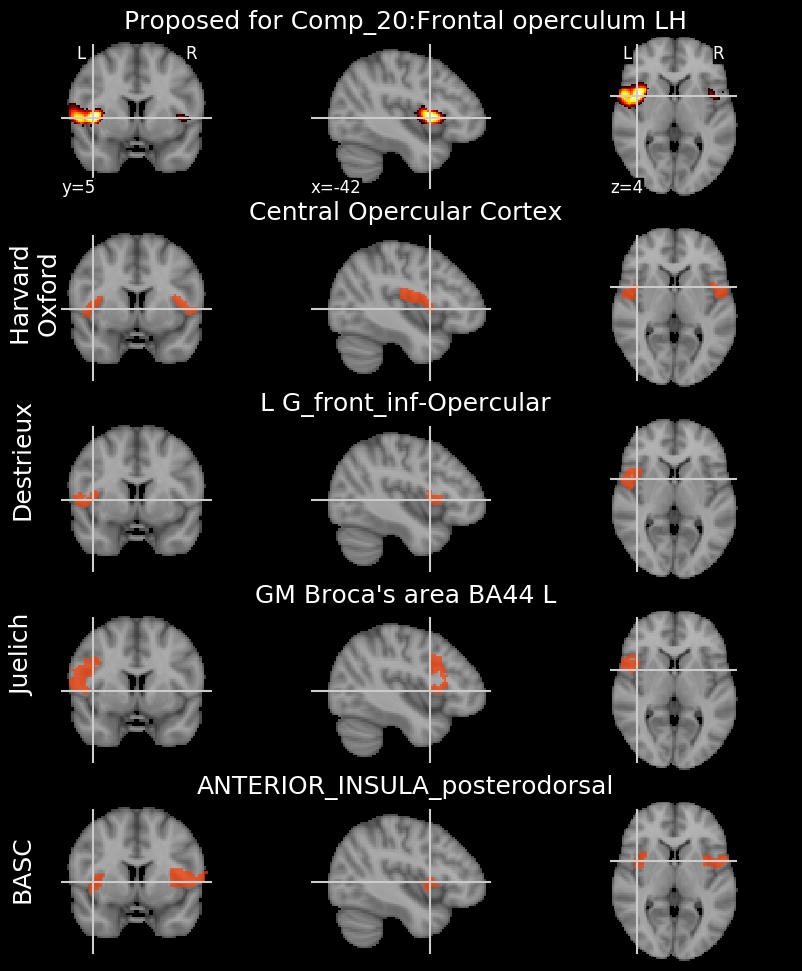 Proposed for Comp_20:Frontal operculum LH
L R
L R
y=5
x=-42
z=4
Central Opercular Cortex
Harvard
Oxford
L G_front_inf-Opercular
Destrieux
GM Broca's area BA44 L
Juelich
ANTERIOR_INSULA_posterodorsal
BASC